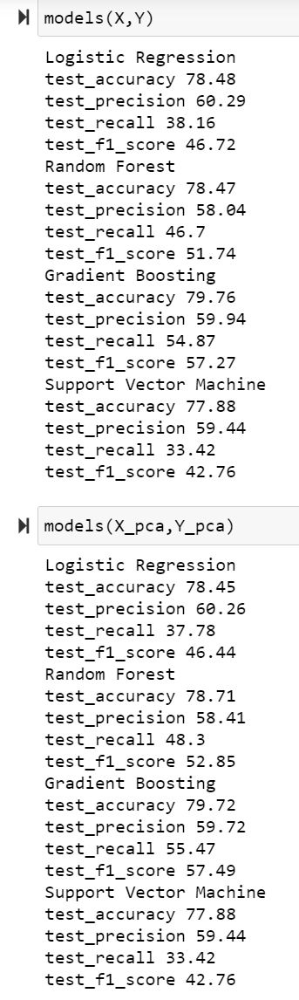 models(X,Y)
Logistic Regression
test_accuracy 78.48
test_precision 60.29
test_recall 38.16
test_f1_score 46.72
Random Forest
test_accuracy 78.47
test_precision 58.04
test_recall 46.7
test_f1_score 51.74
Gradient Boosting
test_accuracy 79.76
test_precision 59.94
test_recall 54.87
test_f1_score 57.27
Support Vector Machine
test_accuracy 77.88
test_precision 59.44
test_recall 33.42
test_f1_score 42.76
models(X_pca,Y_pca)
Logistic Regression
test_accuracy 78.45
test_precision 60.26
test_recall 37.78
test_f1_score 46.44
Random Forest
test_accuracy 78.71
test_precision 58.41
test_recall 48.3
test_f1_score 52.85
Gradient Boosting
test_accuracy 79.72
test_precision 59.72
test_recall 55.47
test_f1_score 57.49
Support Vector Machine
test_accuracy 77.88
test_precision 59.44
test_recall 33.42
test_f1_score 42.76